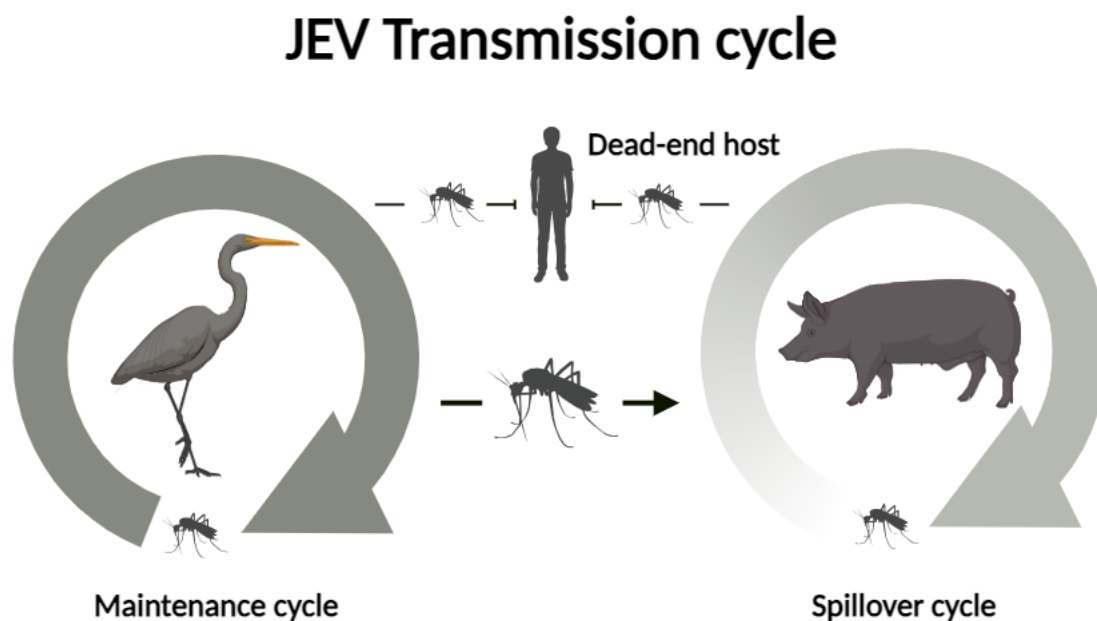 JEV Transmission cycle
Dead-end host
Maintenance cycle
Spillover cycle